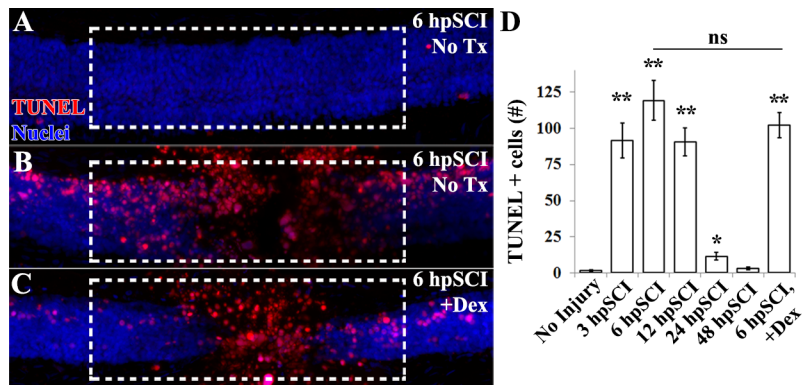 A
6 hpSCI
No Tx
TUNEL
Nuclei
B
6 hpSCI
No Tx
C
6 hpSCI
+Dex
D
ns
TUNEL + cells (#)
125
100
75
50
25
0
**
**
**
*
**
No Injury
3 hpSCI
6 hpSCI
12 hpSCI
24 hpSCI
48 hpSCI
6 hpSCI,
+Dex